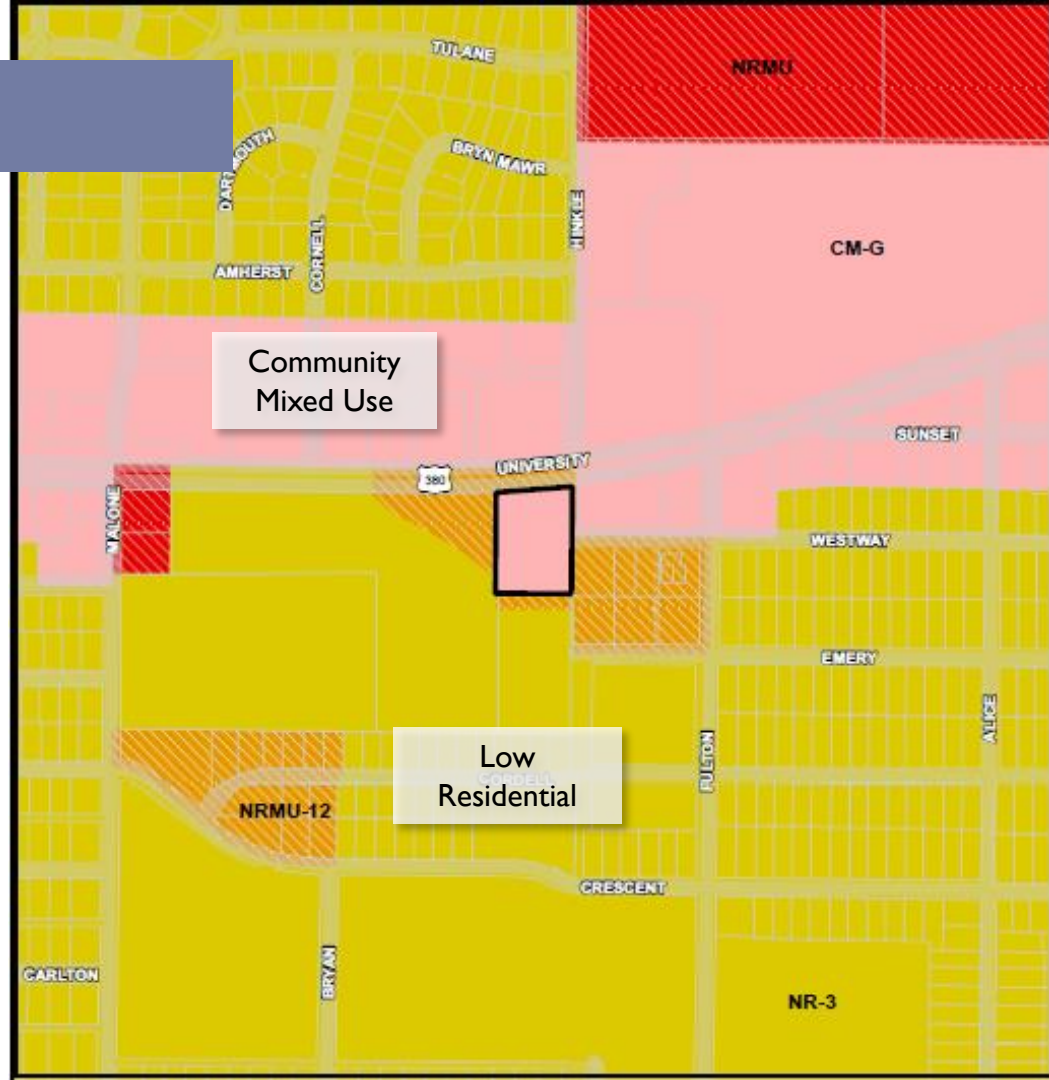 TULANE
NRMU
DARTMOUTH
BRYN MAWR
HINKLE
CORNELL
CM-G
AMHERST
Community
Mixed Use
SUNSET
UNIVERSITY
380
MALONE
WESTWAY
EMERY
ALICE
FULTON
Low
Residential
CORDELL
NRMU-12
CRESCENT
CARLTON
BRYAN
NR-3